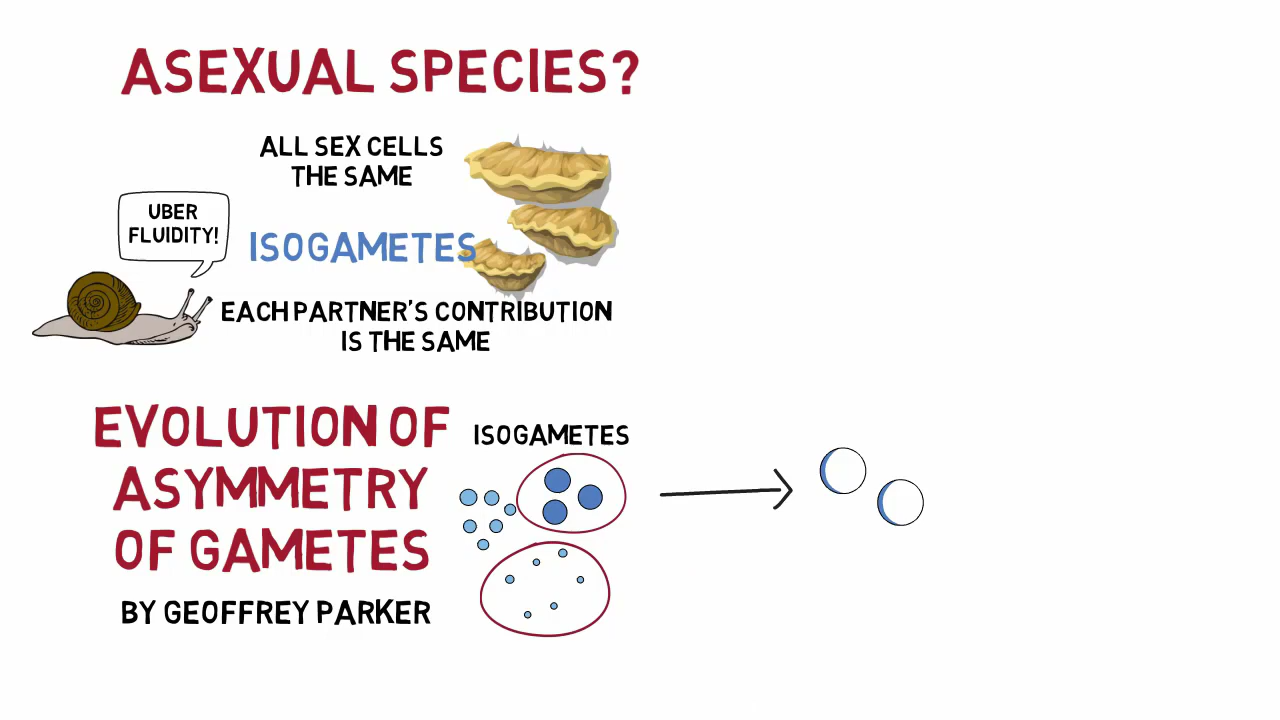 ASEXUAL SPECIES?
ALL SEX CELLS
THE SAME
UBER
FLUIDITY!
ISOGAMETES
EACH PARTNER'S CONTRIBUTION
IS THE SAME
EVOLUTION OF
ASYMMETRY
OF GAMETES
BY GEOFFREY PARKER
ISOGAMETES